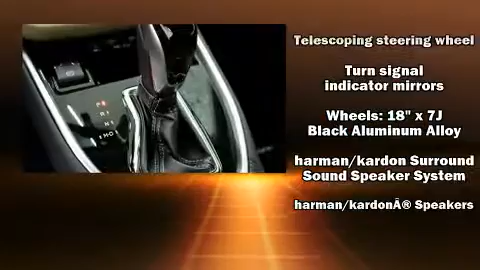 Telescoping steering wheel
Turn signal
indicator mirrors
Wheels: 18" x 7J
Black Aluminum Alloy
harman/kardon Surround
Sound Speaker System
harman/kardonÂ® Speakers
P
R
N